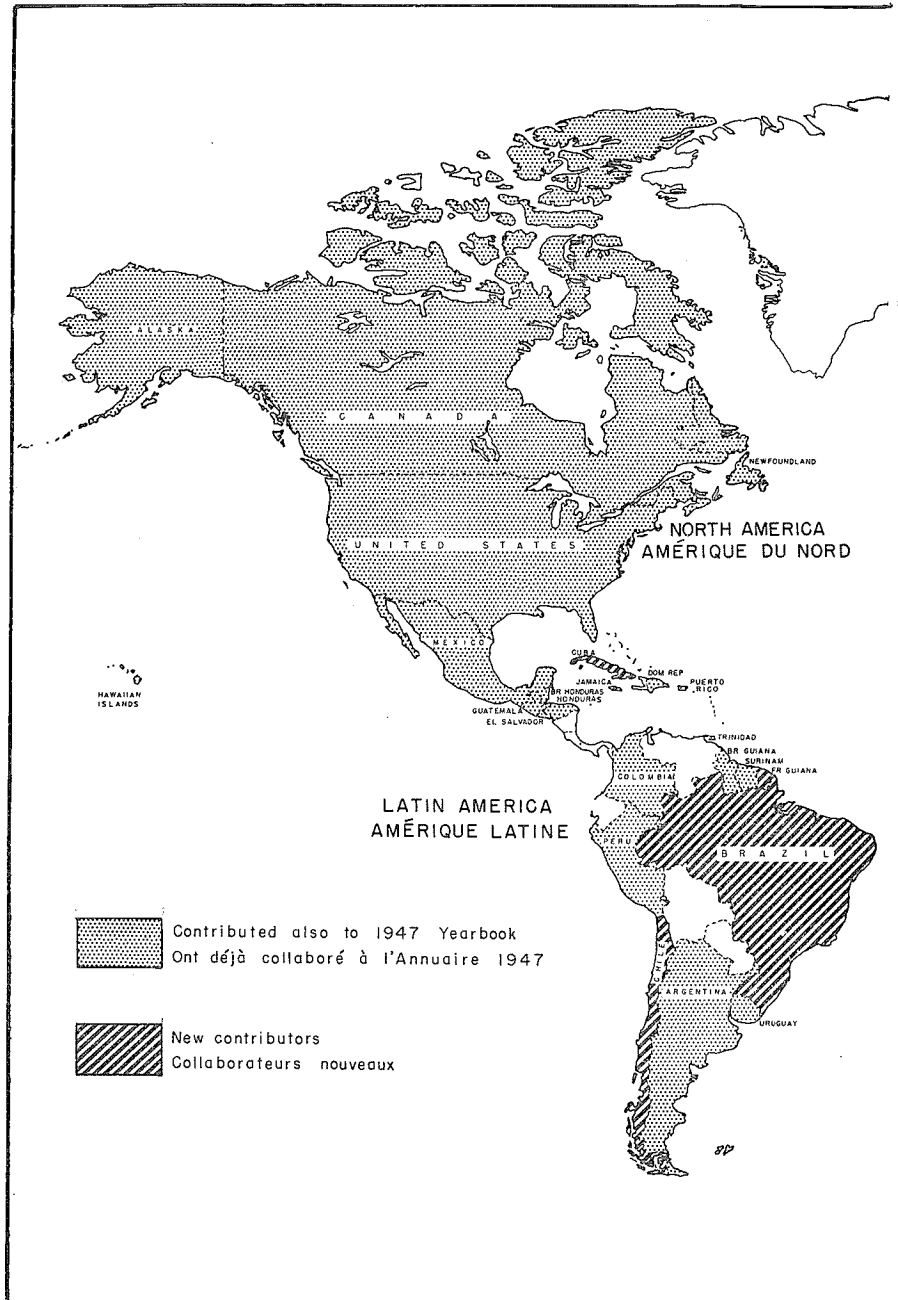 ALASKA
CANADA
NEWFOUNDLAND
UNITED STATES
NORTH AMERICA
AMÉRIQUE DU NORD
MEXICO
CUBA
DOM REP
JAMAICA
PUERTO
RICO
HAWAIIAN
ISLANDS
BR HONDURAS
HONDURAS
GUATEMALA
EL SALVADOR
TRINIDAD
BR GUIANA
SURINAM
FR GUIANA
COLOMBIA
LATIN AMERICA
AMÉRIQUE LATINE
PERU
BRAZIL
Contributed also to 1947 Yearbook
Ont déjà collaboré à l'Annuaire 1947
CHILE
ARGENTINA
URUGUAY
New contributors
Collaborateurs nouveaux